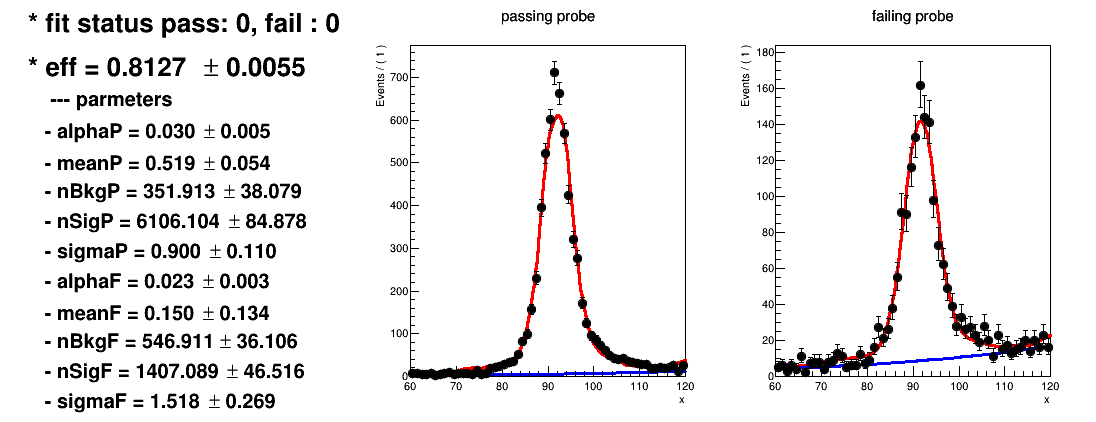 * fit status pass: 0, fail : 0
* eff = 0.8127 ± 0.0055
--- parmeters
- alphaP = 0.030 ± 0.005
- meanP = 0.519 ± 0.054
- nBkgP = 351.913 ± 38.079
- nSigP = 6106.104 ± 84.878
- sigmaP = 0.900 ± 0.110
- alphaF = 0.023 ± 0.003
- meanF = 0.150 ± 0.134
- nBkgF = 546.911 ± 36.106
- nSigF = 1407.089 ± 46.516
- sigmaF = 1.518 ± 0.269
passing probe
Events / ( 1 )
700
600
500
400
300
200
100
0
60 70 80 90 100 110 120
x
failing probe
Events / ( 1 )
180
160
140
120
100
80
60
40
20
0
60 70 80 90 100 110 120
x